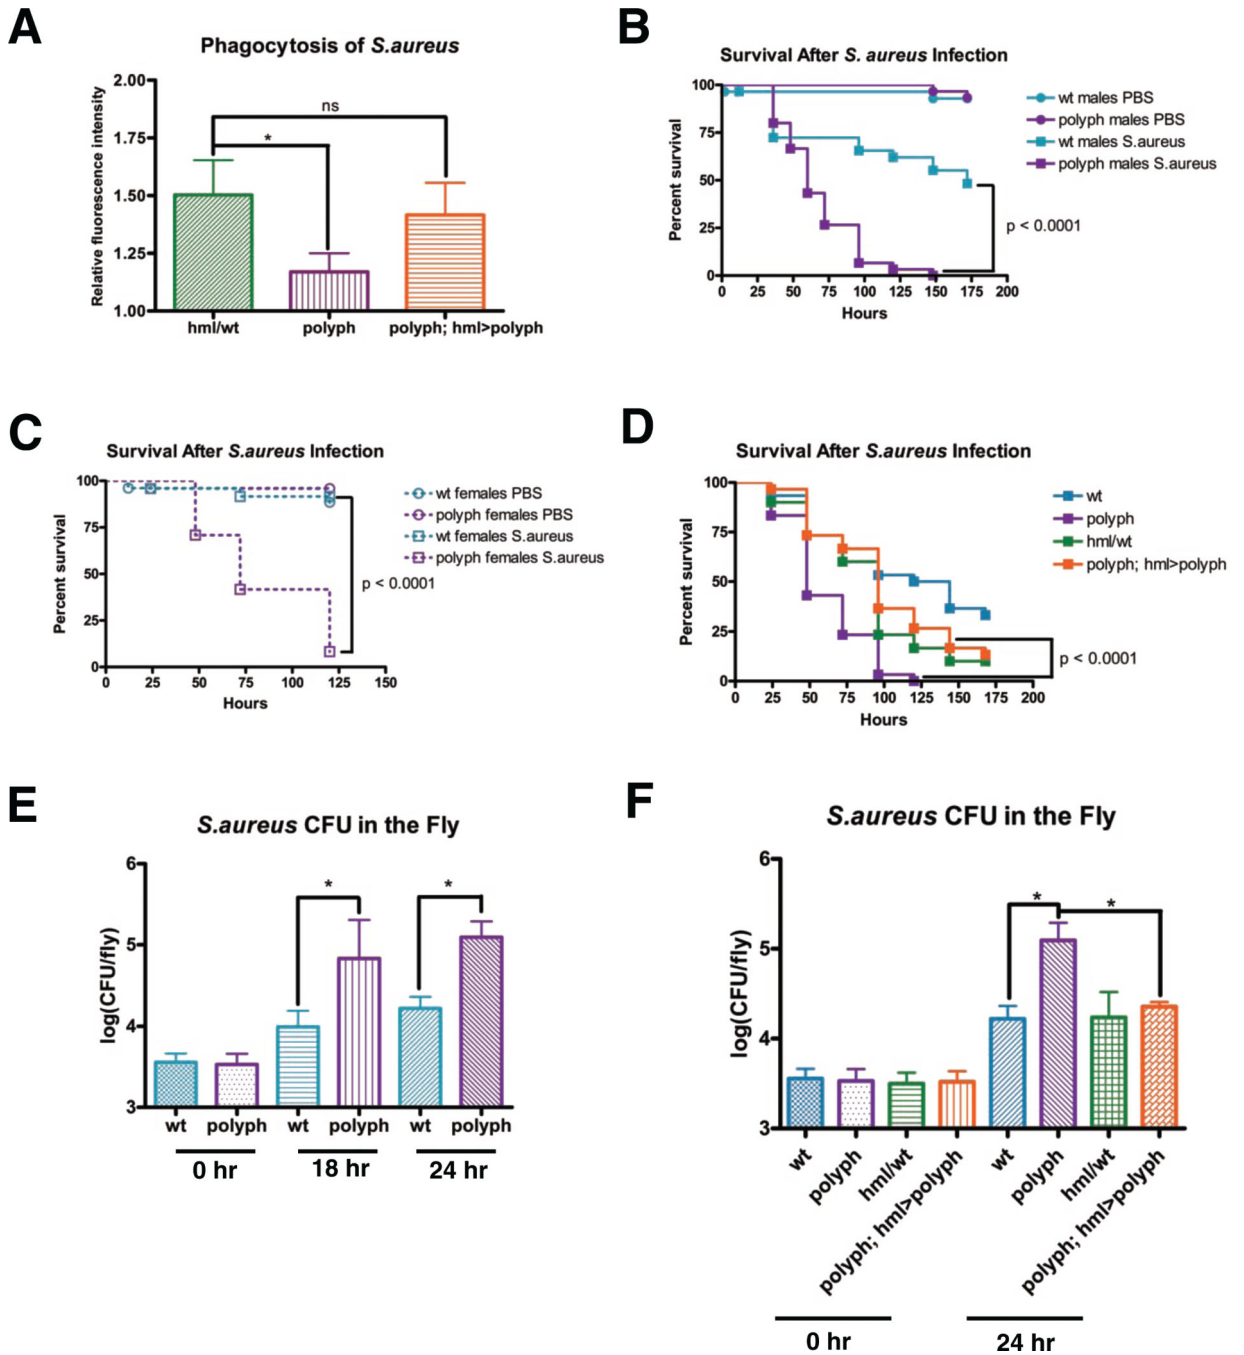 A
Phagocytosis of S.aureus
Relative fluorescence intensity
2.00
1.75
1.50
1.25
1.00
ns
*
hml/wt
polyph
polyph; hml>polyph
B
Survival After S. aureus Infection
Percent survival
100
75
50
25
0
0 25 50 75 100 125 150 175 200
Hours
wt males PBS
polyph males PBS
wt males S.aureus
polyph males S.aureus
p < 0.0001
C
Survival After S.aureus Infection
Percent survival
100
75
50
25
0
0 25 50 75 100 125 150
Hours
wt females PBS
polyph females PBS
wt females S.aureus
polyph females S.aureus
p < 0.0001
D
Survival After S.aureus Infection
Percent survival
100
75
50
25
0
0 25 50 75 100 125 150 175 200
Hours
wt
polyph
hml/wt
polyph; hml>polyph
p < 0.0001
E
S.aureus CFU in the Fly
log(CFU/fly)
6
5
4
3
* *
wt polyph wt polyph wt polyph
0 hr 18 hr 24 hr
F
S.aureus CFU in the Fly
log(CFU/fly)
6
5
4
3
* *
wt
polyph
hml/wt
polyph; hml>polyph
wt
polyph
hml/wt
polyph; hml>polyph
0 hr 24 hr